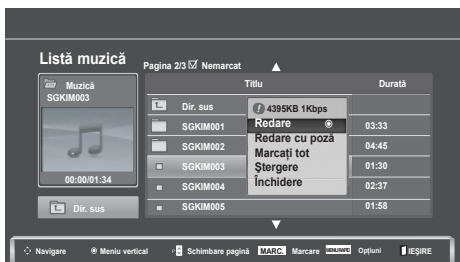 Listă muzică
Pagina 2/3 Nemarcat
Muzică
SGKIM003
00:00/01:34
Dir. sus
Titlu Durată
Dir. sus
SGKIM001 03:33
SGKIM002 04:45
SGKIM003 01:30
SGKIM004 02:37
SGKIM005 01:58
4395KB 1Kbps
Redare
Redare cu poză
Marcați tot
Ștergere
Închidere
Navigare Meniu vertical Schimbare pagină MARC. Marcare MENIU RAPID Opțiuni IEȘIRE